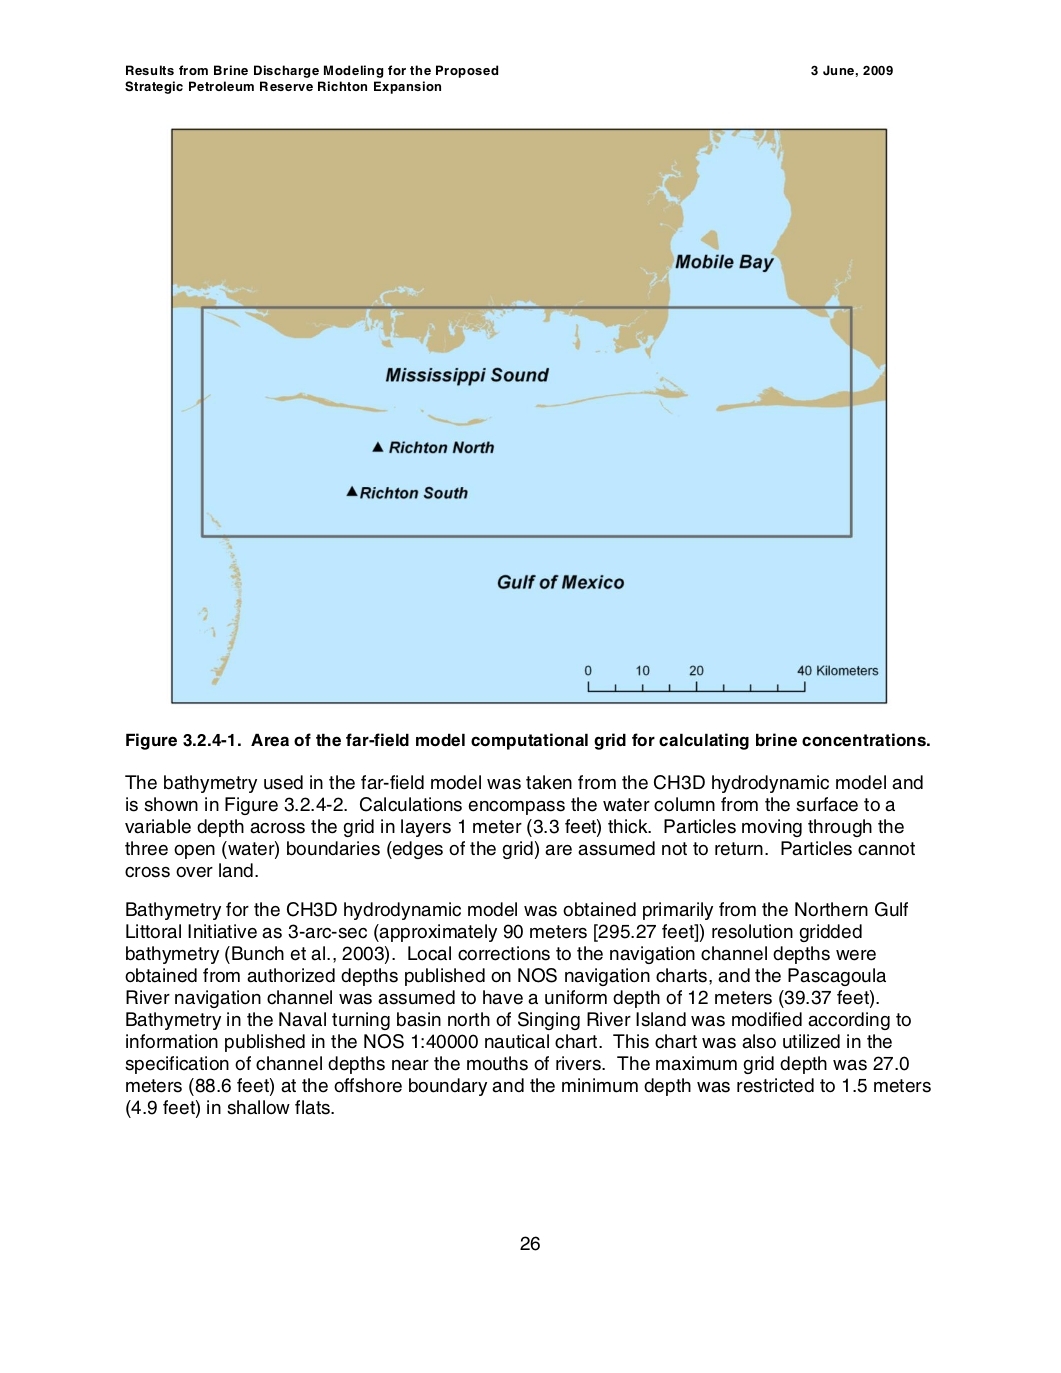 Results from Brine Discharge Modeling for the Proposed 3 June, 2009
Strategic Petroleum Reserve Richton Expansion
Mobile Bay
Mississippi Sound
Richton North
Richton South
Gulf of Mexico
0 10 20 40 Kilometers
Figure 3.2.4-1.  Area of the far-field model computational grid for calculating brine concentrations.
The bathymetry used in the far-field model was taken from the CH3D hydrodynamic model and
is shown in Figure 3.2.4-2.  Calculations encompass the water column from the surface to a
variable depth across the grid in layers 1 meter (3.3 feet) thick.  Particles moving through the
three open (water) boundaries (edges of the grid) are assumed not to return.  Particles cannot
cross over land.
Bathymetry for the CH3D hydrodynamic model was obtained primarily from the Northern Gulf
Littoral Initiative as 3-arc-sec (approximately 90 meters [295.27 feet]) resolution gridded
bathymetry (Bunch et al., 2003).  Local corrections to the navigation channel depths were
obtained from authorized depths published on NOS navigation charts, and the Pascagoula
River navigation channel was assumed to have a uniform depth of 12 meters (39.37 feet).
Bathymetry in the Naval turning basin north of Singing River Island was modified according to
information published in the NOS 1:40000 nautical chart.  This chart was also utilized in the
specification of channel depths near the mouths of rivers.  The maximum grid depth was 27.0
meters (88.6 feet) at the offshore boundary and the minimum depth was restricted to 1.5 meters
(4.9 feet) in shallow flats.
26